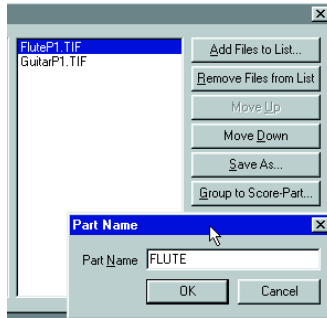 FluteP1.TIF
GuitarP1.TIF
Add Files to List...
Remove Files from List
Move Up
Move Down
Save As...
Group to Score-Part...
Part Name
Part Name FLUTE
OK Cancel